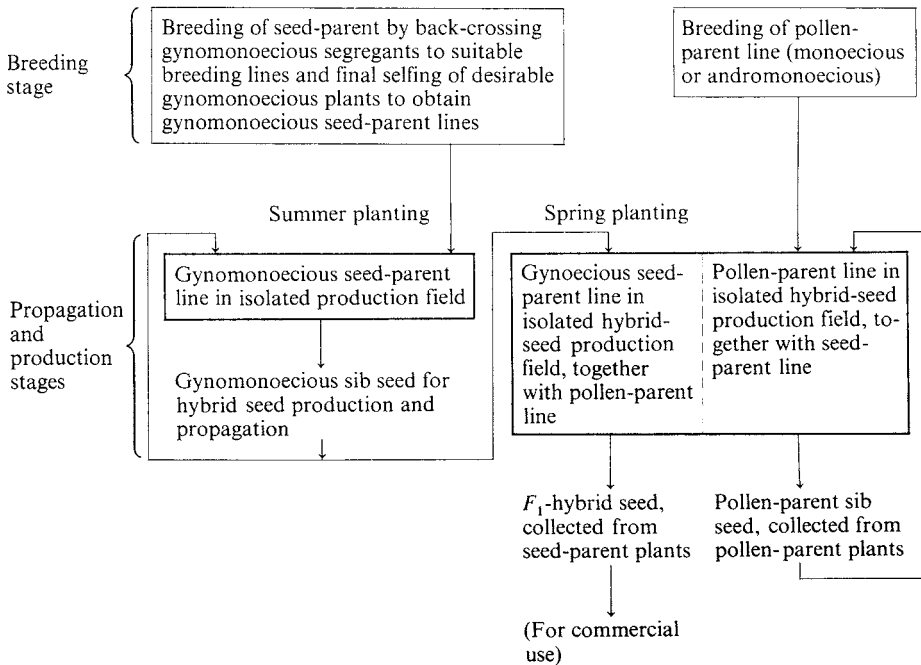 Breeding
stage
Breeding of seed-parent by back-crossing
gynomonoecious segregants to suitable
breeding lines and final selfing of desirable
gynomonoecious plants to obtain
gynomonoecious seed-parent lines
Breeding of pollen-
parent line (monoecious
or andromonoecious)
Summer planting
Spring planting
Propagation
and
production
stages
Gynomonoecious seed-parent
line in isolated production field
Gynomonoecious sib seed for
hybrid seed production and
propagation
Gynoecious seed-
parent line in
isolated hybrid-
seed production
field, together
with pollen-parent
line
Pollen-parent line in
isolated hybrid-seed
production field, to-
gether with seed-
parent line
F₁-hybrid seed,
collected from
seed-parent plants
Pollen-parent sib
seed, collected from
pollen-parent plants
(For commercial
use)